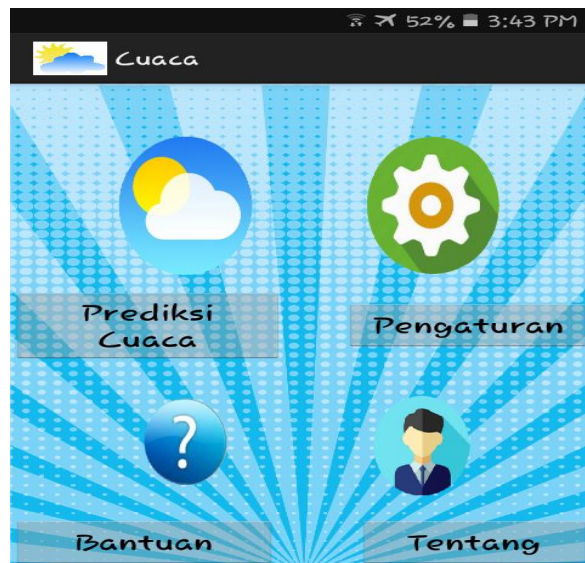 52% 3:43 PM
Cuaca
Prediksi
Cuaca
Pengaturan
?
Bantuan
Tentang